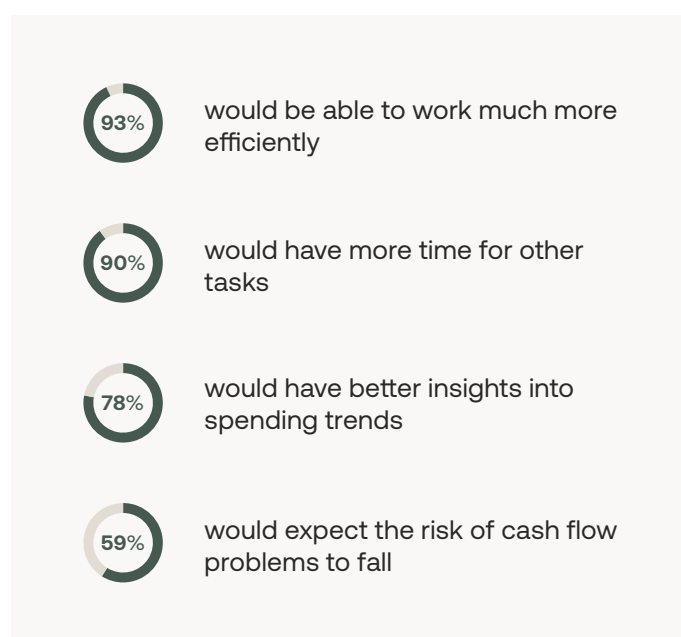 93%
would be able to work much more
efficiently
90%
would have more time for other
tasks
78%
would have better insights into
spending trends
59%
would expect the risk of cash flow
problems to fall